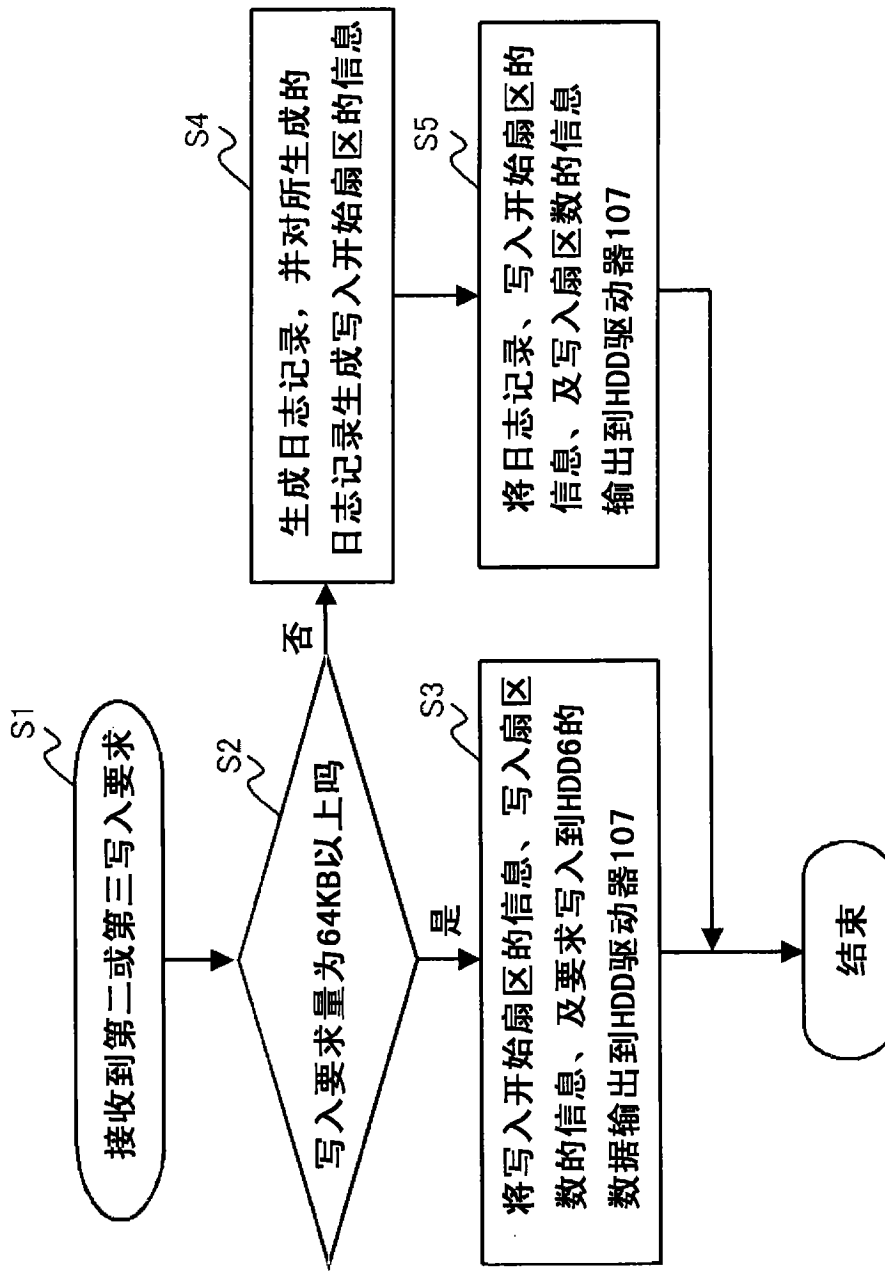 S1
接收到第二或第三写入要求
S2
写入要求量为64KB以上吗
否
是
S3
将写入开始扇区的信息、写入扇区
数的信息、及要求写入到HDD6的
数据输出到HDD驱动器107
S4
生成日志记录，并对所生成的
日志记录生成写入开始扇区的信息
S5
将日志记录、写入开始扇区的
信息、及写入扇区数的信息
输出到HDD驱动器107
结束